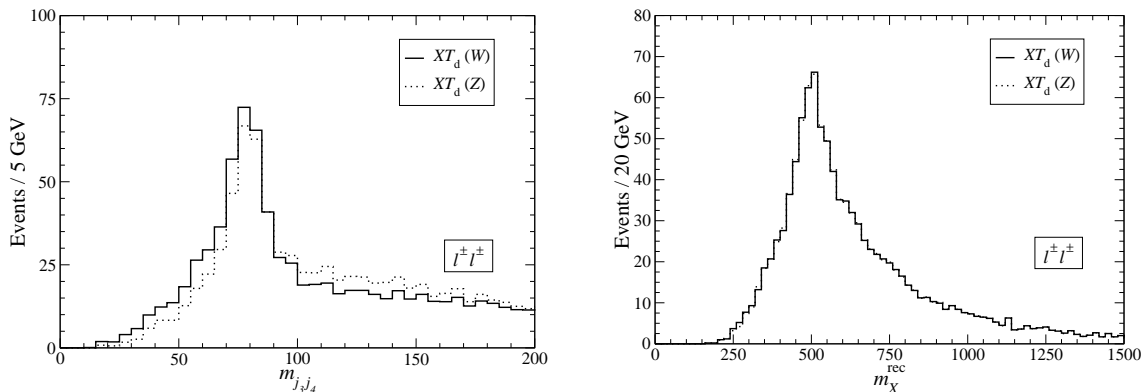 100
75
50
25
0
0 50 100 150 200
Events / 5 GeV
m_{j_3j_4}
XT_d (W)
XT_d (Z)
l^± l^±
80
70
60
50
40
30
20
10
0
0 250 500 750 1000 1250 1500
Events / 20 GeV
m_X^{rec}
XT_d (W)
XT_d (Z)
l^± l^±